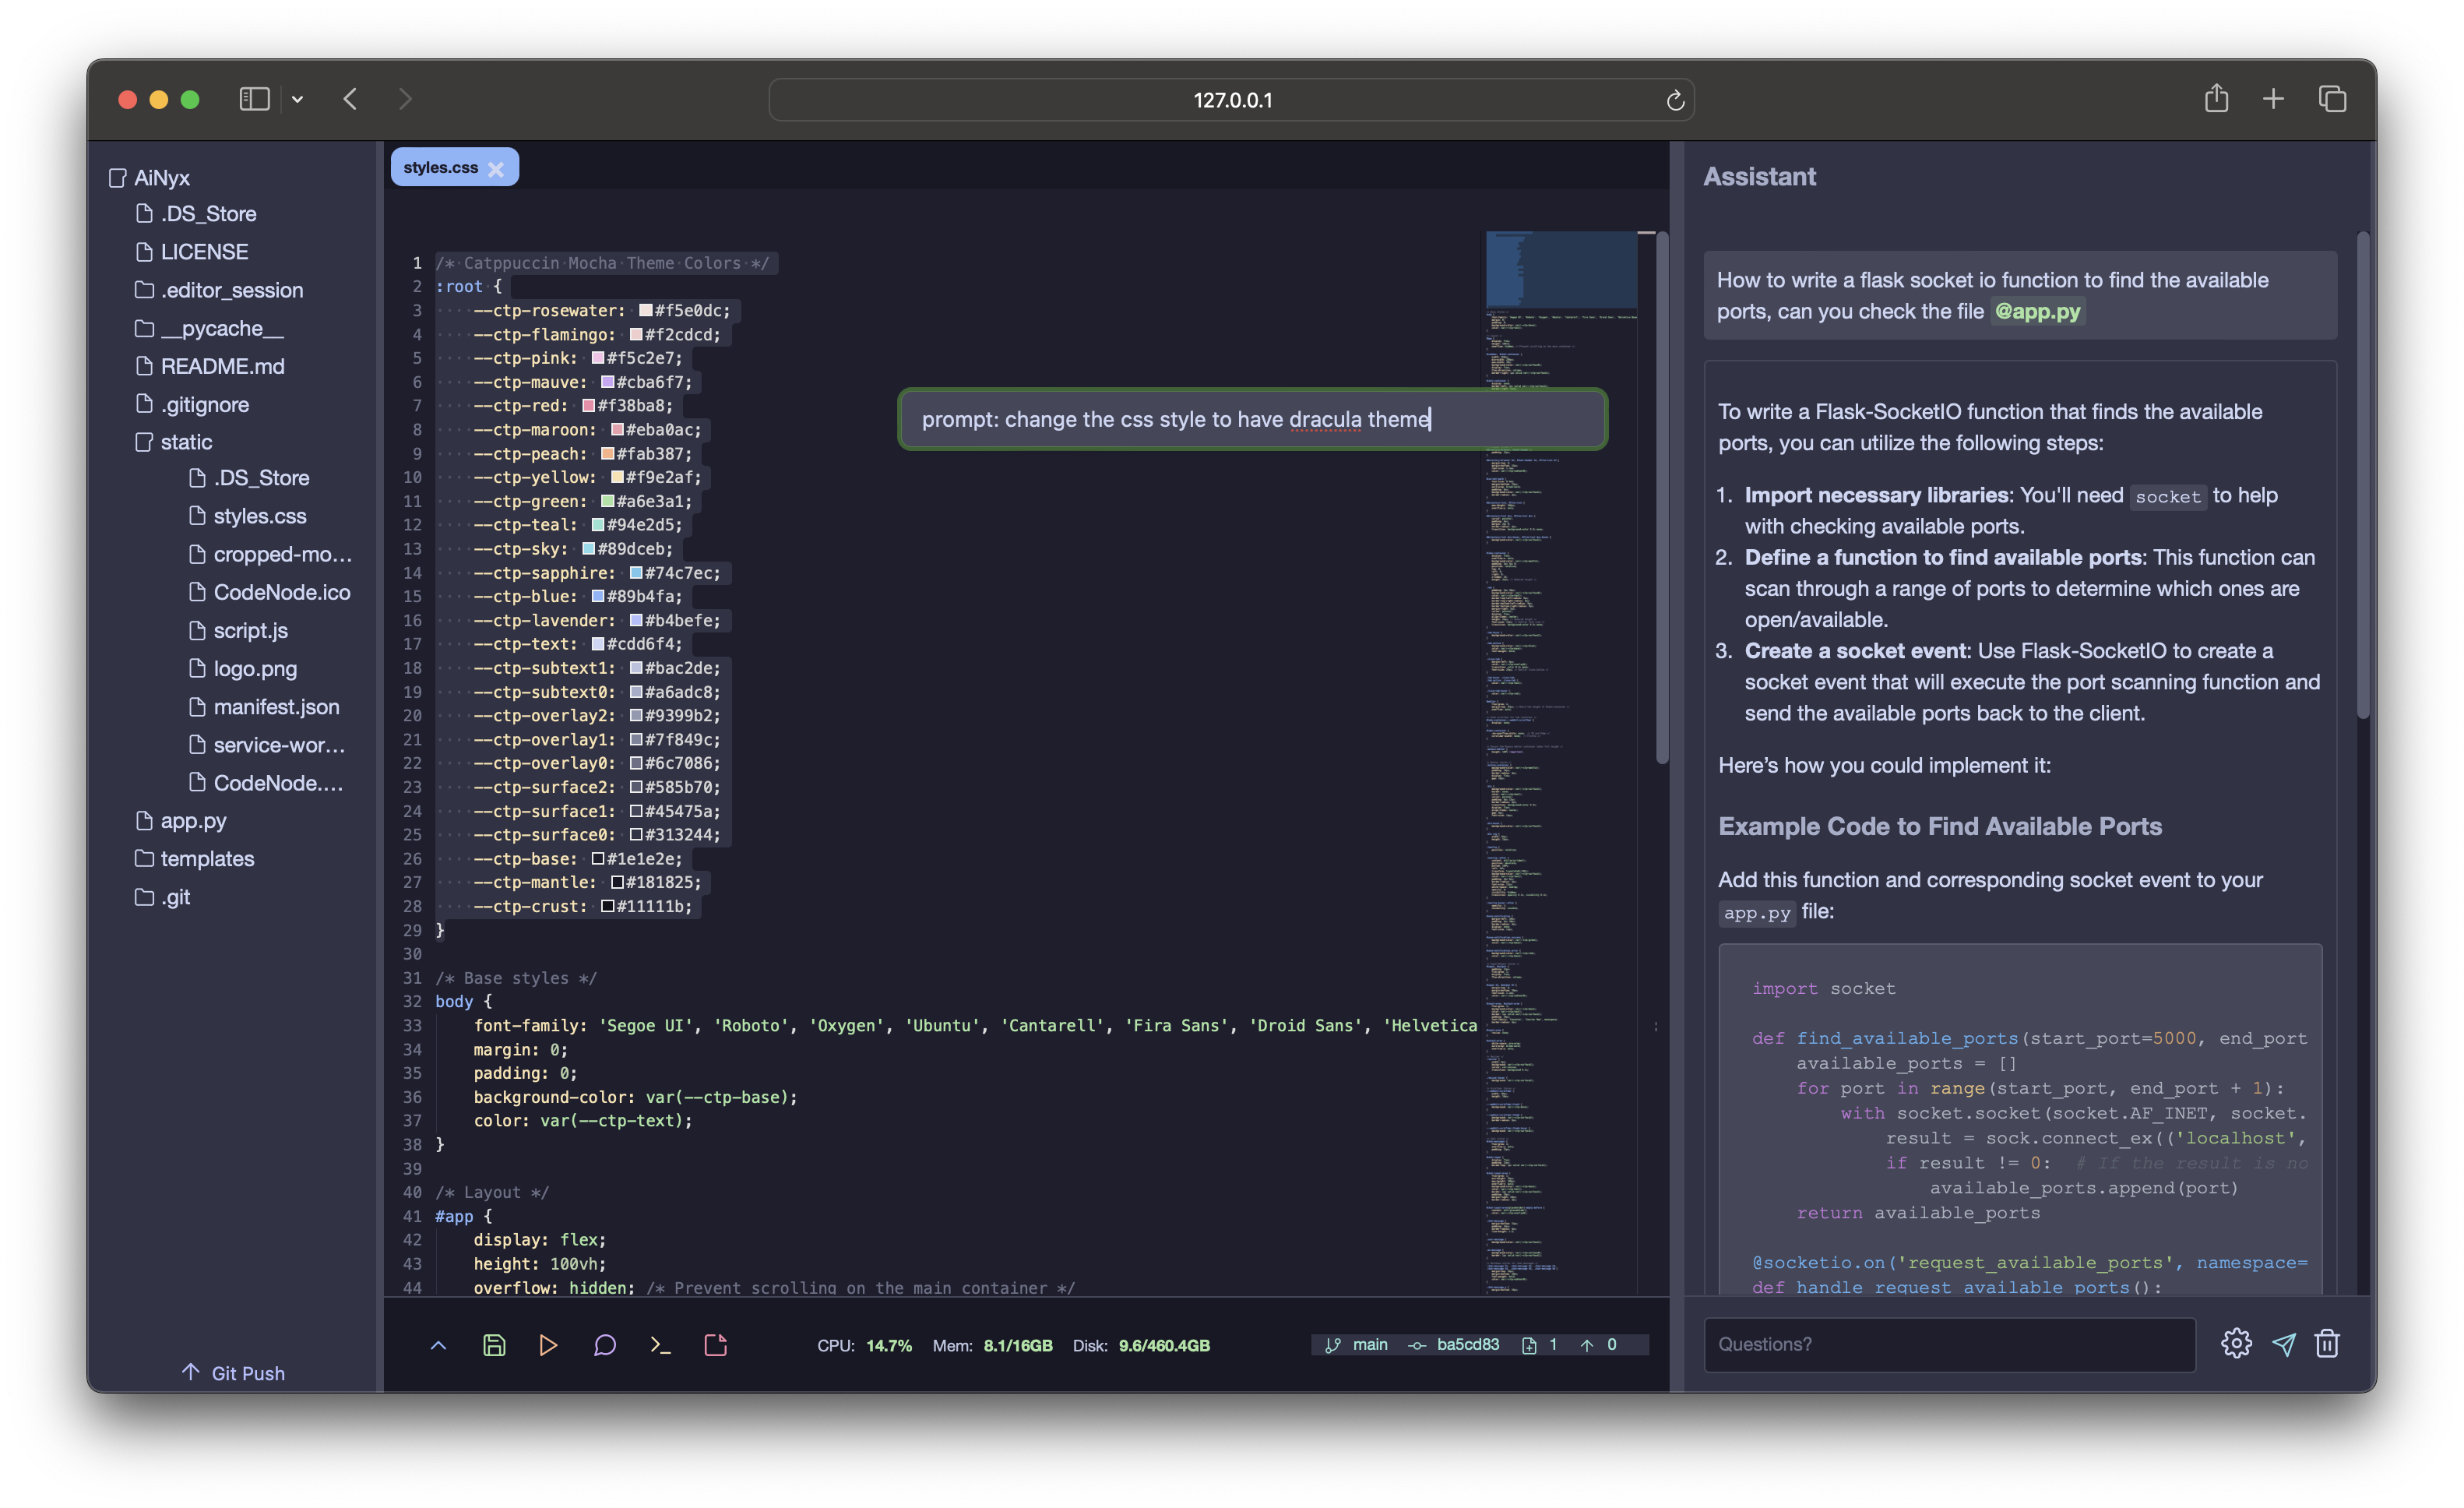 127.0.0.1
AiNyx
.DS_Store
LICENSE
.editor_session
__pycache__
README.md
.gitignore
static
.DS_Store
styles.css
cropped-mo...
CodeNode.ico
script.js
logo.png
manifest.json
service-wor...
CodeNode....
app.py
templates
.git
Git Push
styles.css
1 /* Catppuccin Mocha Theme Colors */
2 :root {
3 --ctp-rosewater: #f5e0dc;
4 --ctp-flamingo: #f2cdcd;
5 --ctp-pink: #f5c2e7;
6 --ctp-mauve: #cba6f7;
7 --ctp-red: #f38ba8;
8 --ctp-maroon: #eba0ac;
9 --ctp-peach: #fab387;
10 --ctp-yellow: #f9e2af;
11 --ctp-green: #a6e3a1;
12 --ctp-teal: #94e2d5;
13 --ctp-sky: #89dceb;
14 --ctp-sapphire: #74c7ec;
15 --ctp-blue: #89b4fa;
16 --ctp-lavender: #b4befe;
17 --ctp-text: #cdd6f4;
18 --ctp-subtext1: #bac2de;
19 --ctp-subtext0: #a6adc8;
20 --ctp-overlay2: #9399b2;
21 --ctp-overlay1: #7f849c;
22 --ctp-overlay0: #6c7086;
23 --ctp-surface2: #585b70;
24 --ctp-surface1: #45475a;
25 --ctp-surface0: #313244;
26 --ctp-base: #1e1e2e;
27 --ctp-mantle: #181825;
28 --ctp-crust: #11111b;
29 }
30
31 /* Base styles */
32 body {
33 font-family: 'Segoe UI', 'Roboto', 'Oxygen', 'Ubuntu', 'Cantarell', 'Fira Sans', 'Droid Sans', 'Helvetica
34 margin: 0;
35 padding: 0;
36 background-color: var(--ctp-base);
37 color: var(--ctp-text);
38 }
39
40 /* Layout */
41 #app {
42 display: flex;
43 height: 100vh;
44 overflow: hidden; /* Prevent scrolling on the main container */
prompt: change the css style to have dracula theme
CPU: 14.7% Mem: 8.1/16GB Disk: 9.6/460.4GB
main ba5cd83 1 0
Assistant
How to write a flask socket io function to find the available
ports, can you check the file @app.py
To write a Flask-SocketIO function that finds the available
ports, you can utilize the following steps:
1. Import necessary libraries: You'll need socket to help
with checking available ports.
2. Define a function to find available ports: This function can
scan through a range of ports to determine which ones are
open/available.
3. Create a socket event: Use Flask-SocketIO to create a
socket event that will execute the port scanning function and
send the available ports back to the client.
Here’s how you could implement it:
Example Code to Find Available Ports
Add this function and corresponding socket event to your
app.py file:
import socket
def find_available_ports(start_port=5000, end_port
available_ports = []
for port in range(start_port, end_port + 1):
with socket.socket(socket.AF_INET, socket.
result = sock.connect_ex(('localhost',
if result != 0: # If the result is no
available_ports.append(port)
return available_ports
@socketio.on('request_available_ports', namespace=
def handle_request_available_ports():
Questions?